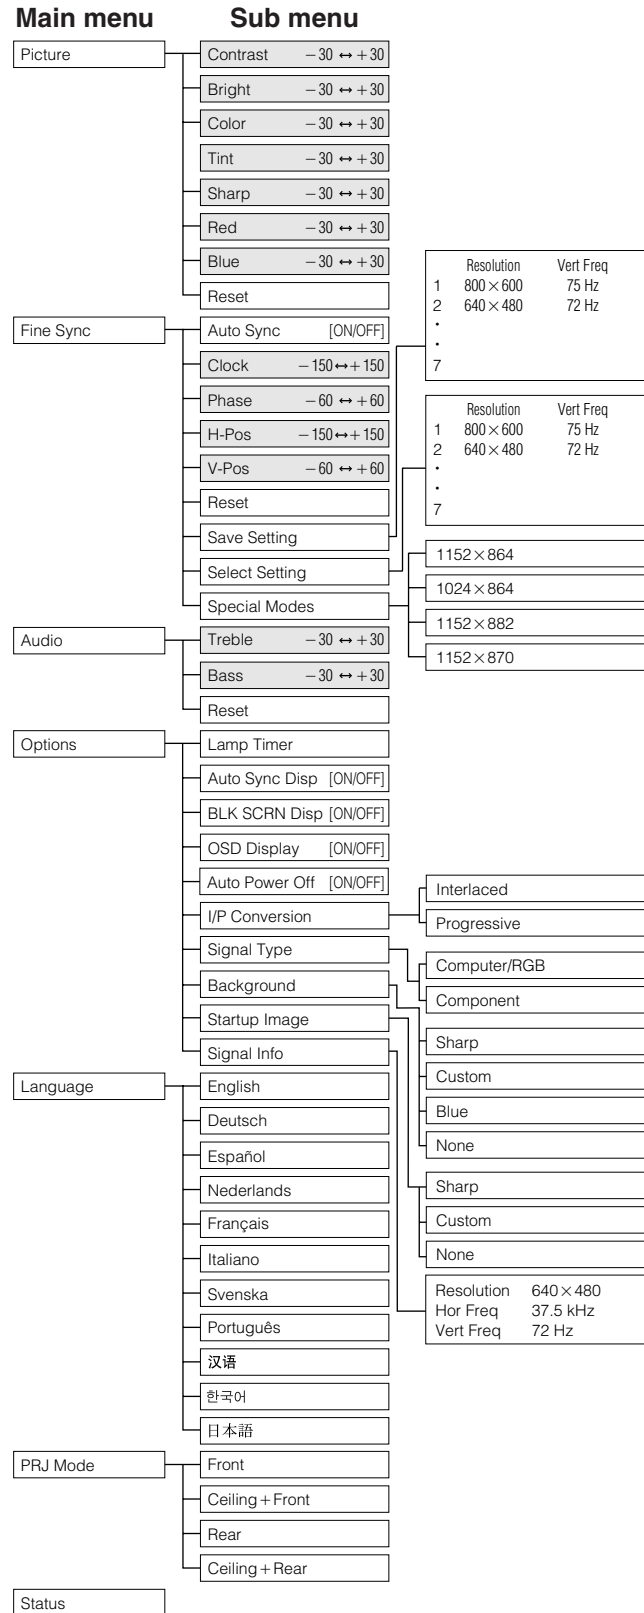 Main menu Sub menu
Picture
Contrast −30 ↔ +30
Bright −30 ↔ +30
Color −30 ↔ +30
Tint −30 ↔ +30
Sharp −30 ↔ +30
Red −30 ↔ +30
Blue −30 ↔ +30
Reset
Fine Sync
Auto Sync [ON/OFF]
Clock −150↔+150
Phase −60 ↔ +60
H-Pos −150↔+150
V-Pos −60 ↔ +60
Reset
Save Setting
Resolution Vert Freq
1 800×600 75 Hz
2 640×480 72 Hz
•
•
7
Select Setting
Resolution Vert Freq
1 800×600 75 Hz
2 640×480 72 Hz
•
•
7
Special Modes
1152×864
1024×864
1152×882
1152×870
Audio
Treble −30 ↔ +30
Bass −30 ↔ +30
Reset
Options
Lamp Timer
Auto Sync Disp [ON/OFF]
BLK SCRN Disp [ON/OFF]
OSD Display [ON/OFF]
Auto Power Off [ON/OFF]
I/P Conversion
Interlaced
Progressive
Signal Type
Computer/RGB
Component
Background
Sharp
Custom
Blue
None
Startup Image
Sharp
Custom
None
Signal Info
Resolution 640×480
Hor Freq 37.5 kHz
Vert Freq 72 Hz
Language
English
Deutsch
Español
Nederlands
Français
Italiano
Svenska
Português
汉语
한국어
日本語
PRJ Mode
Front
Ceiling+Front
Rear
Ceiling+Rear
Status